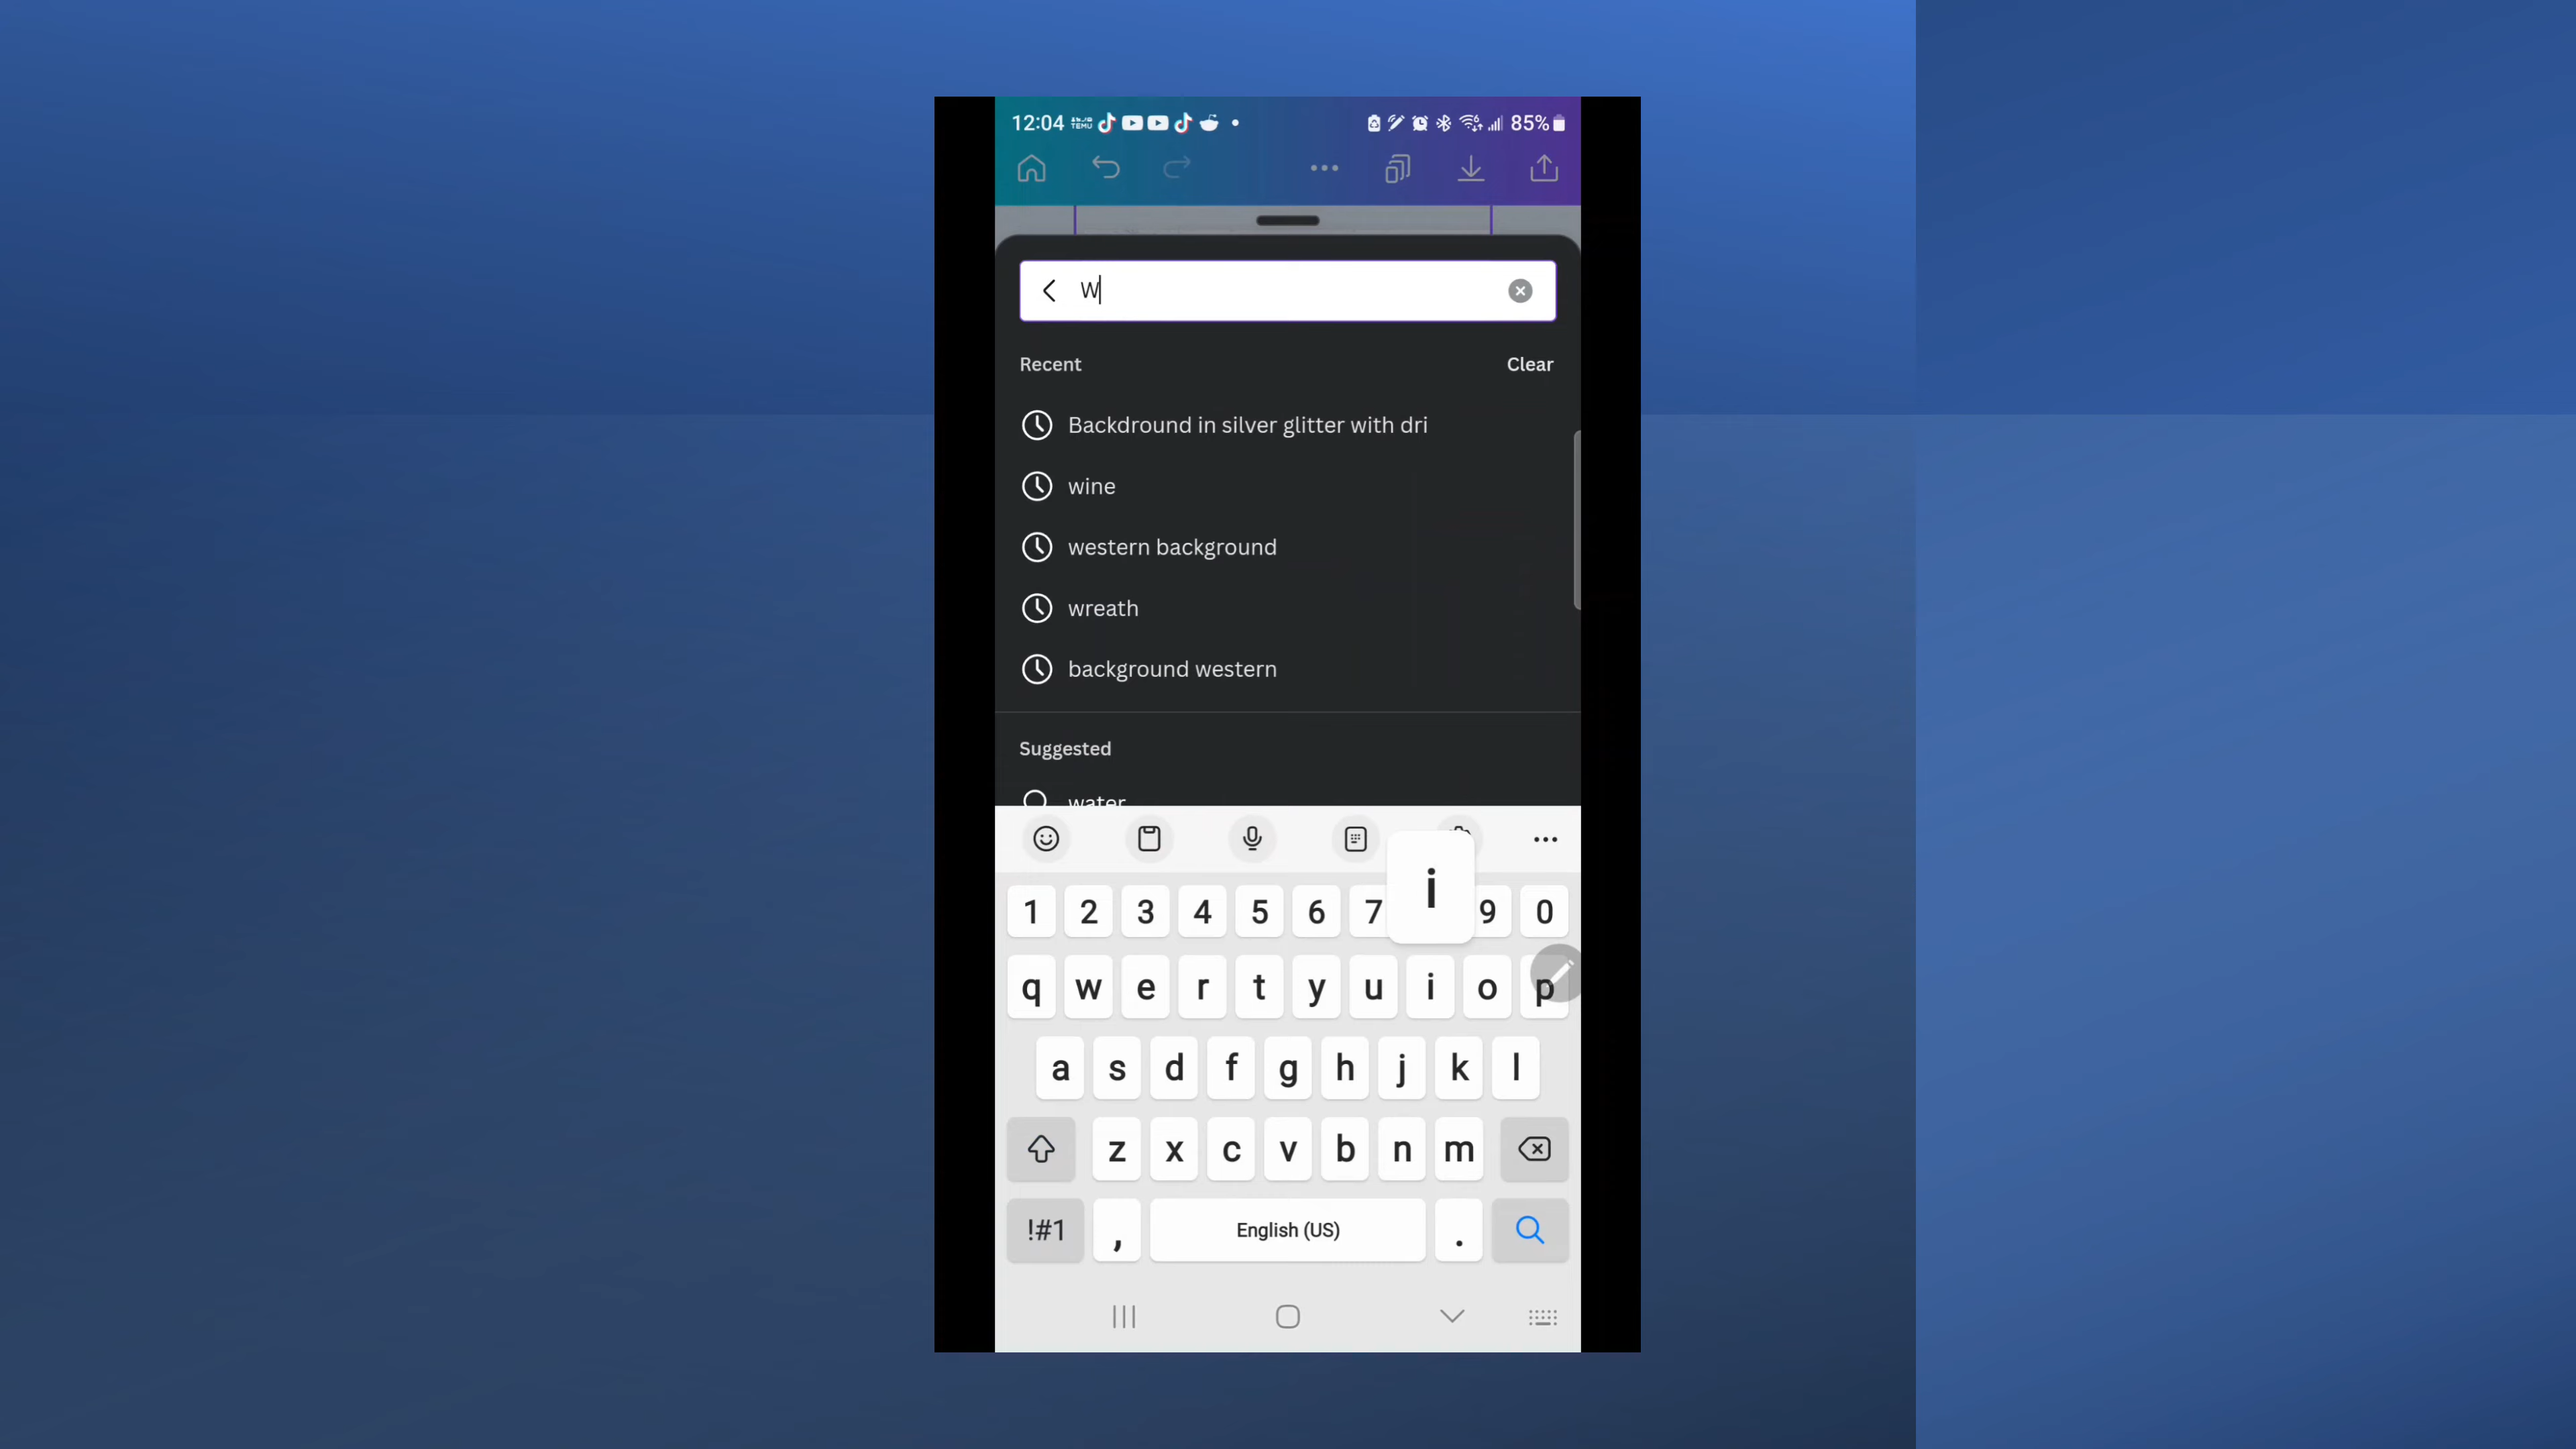 12:04 TEMU 85%
W
Recent Clear
Backdround in silver glitter with dri
wine
western background
wreath
background western
Suggested
water
i
1 2 3 4 5 6 7 9 0
q w e r t y u i o p
a s d f g h j k l
z x c v b n m
!#1 , English (US) .